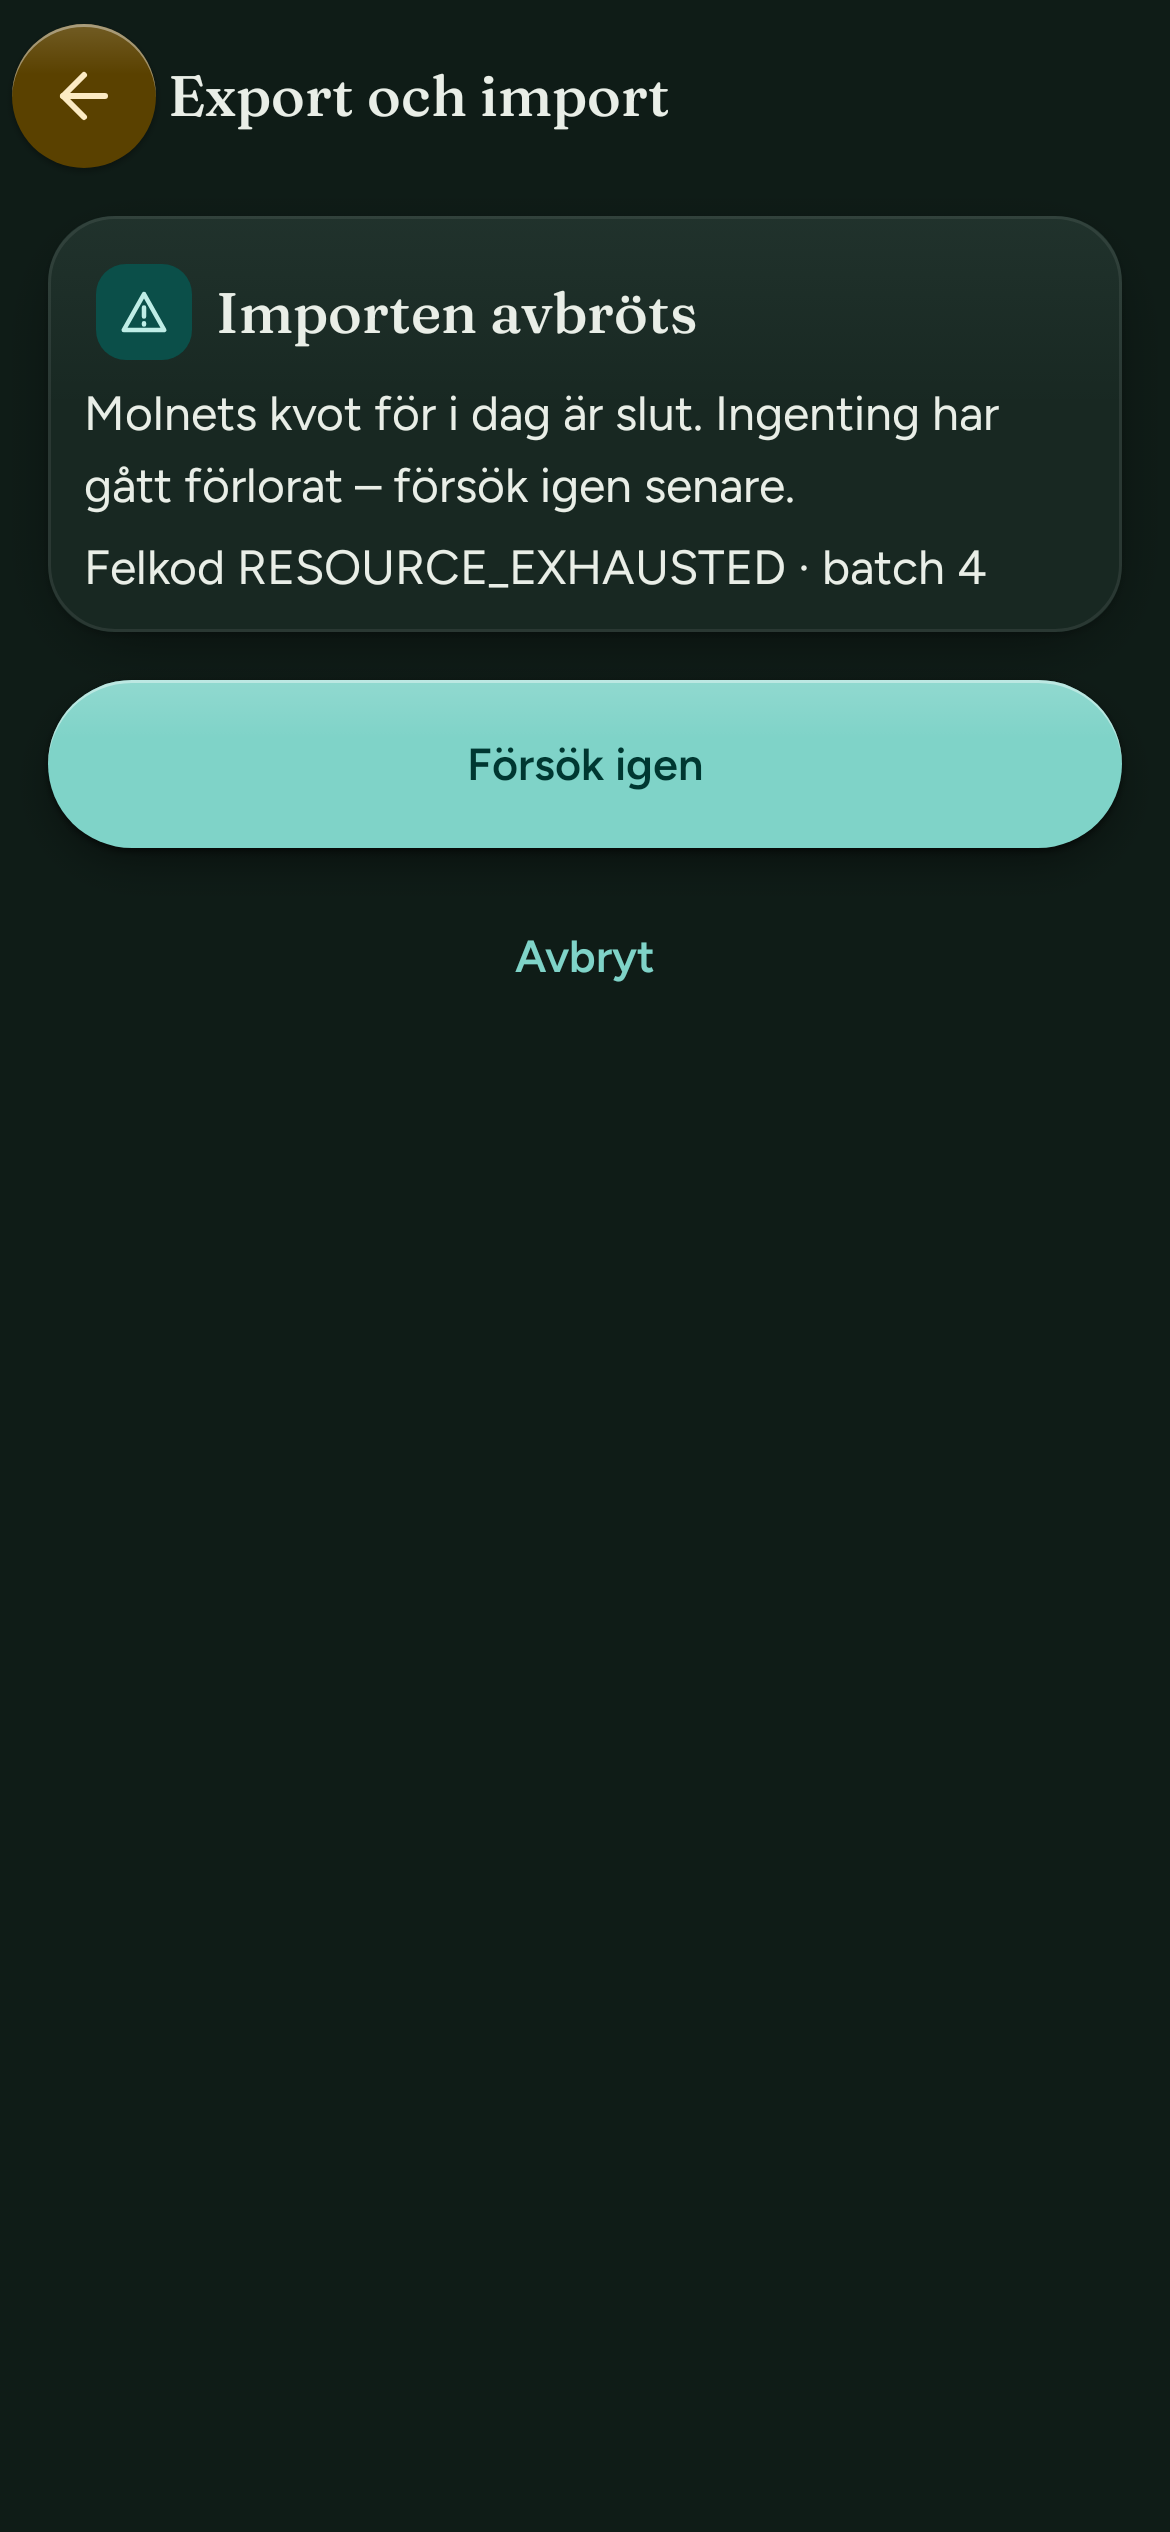 Export och import
Importen avbröts
Molnets kvot för i dag är slut. Ingenting har
gått förlorat – försök igen senare.
Felkod RESOURCE_EXHAUSTED · batch 4
Försök igen
Avbryt